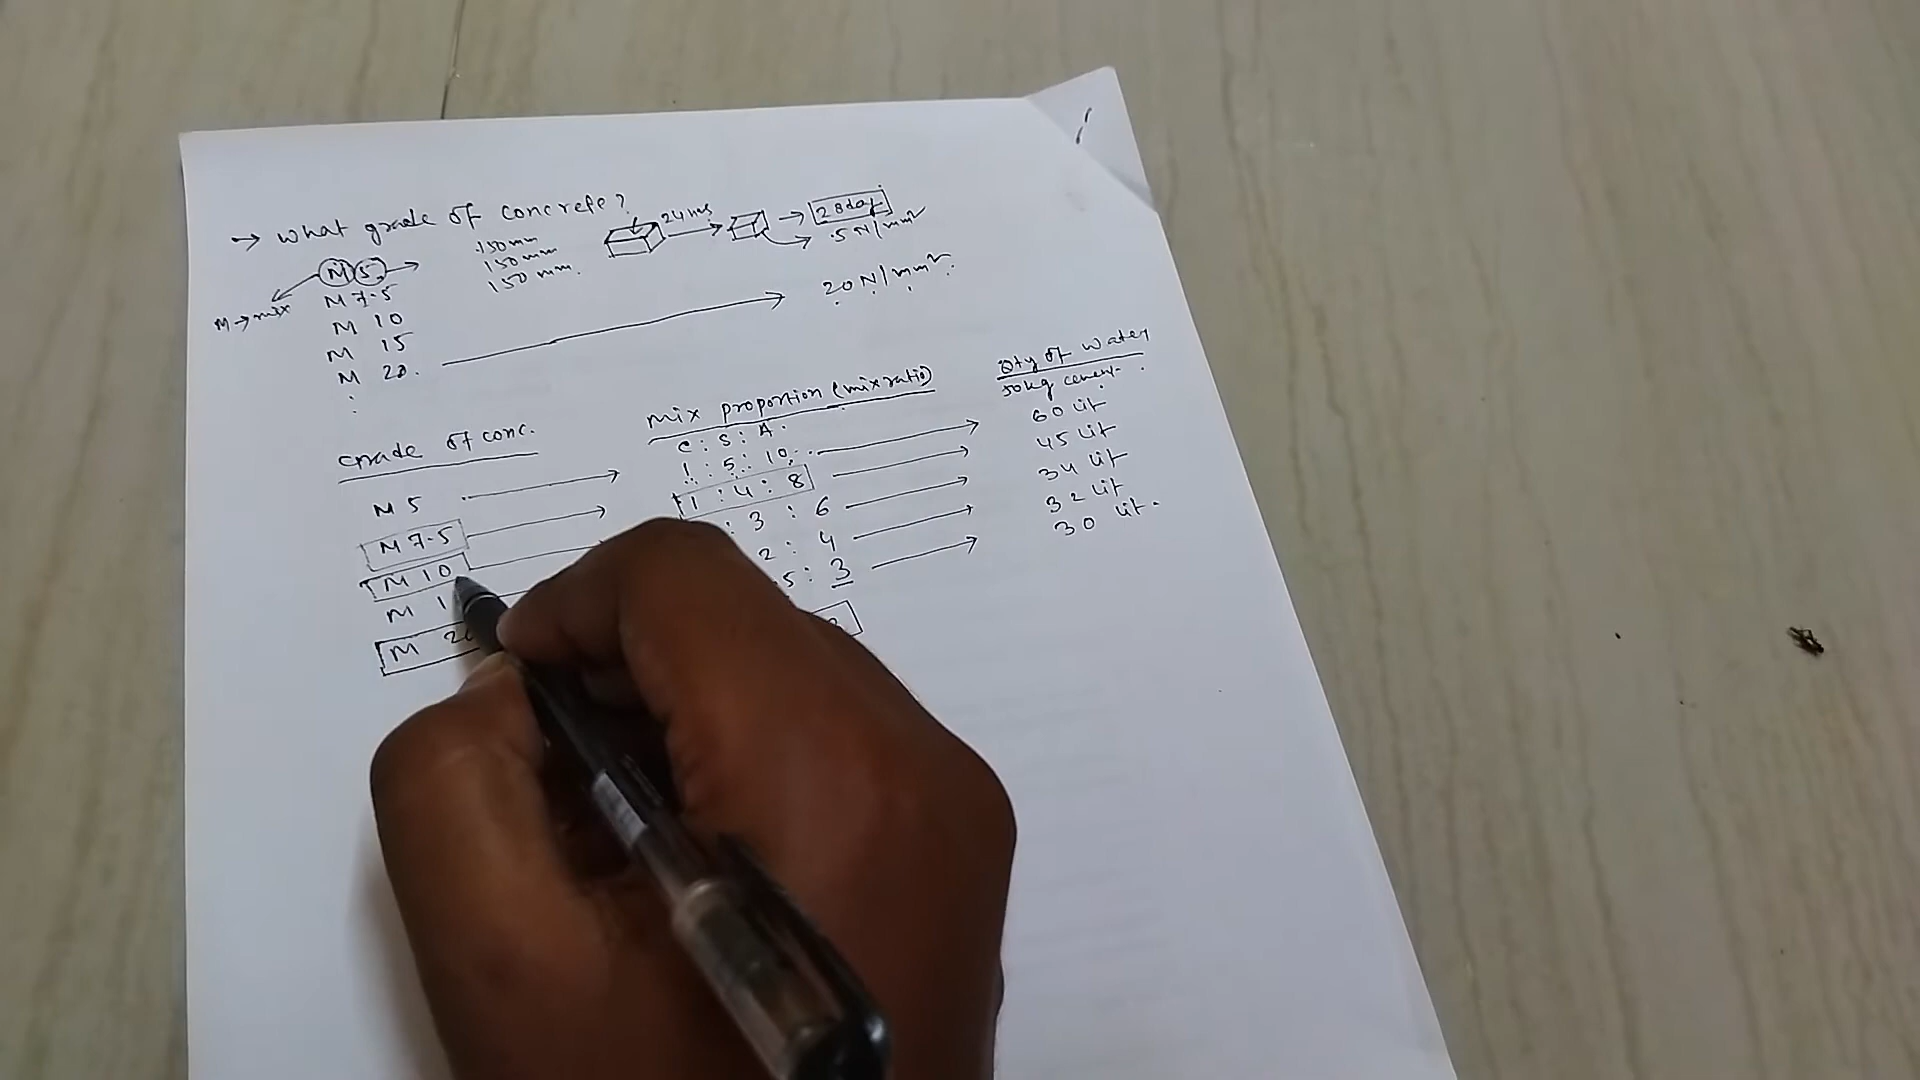 → What grade of concrete?
24 hrs → 28 days
150 mm
150 mm
150 mm.
5 N/mm²
M 5 →
M → mix
M 7.5
M 10
M 15
M 20. → 20 N/mm²
Grade of conc.
Mix proportion (mix ratio)
Qty of water
50kg cement
C : S : A
M 5 → 1 : 5 : 10 → 60 lit
M 7.5 → 1 : 4 : 8 → 45 lit
M 10 → : 3 : 6 → 34 lit
M 1 2 : 4 → 32 lit
M 20 .5 : 3 → 30 lit.